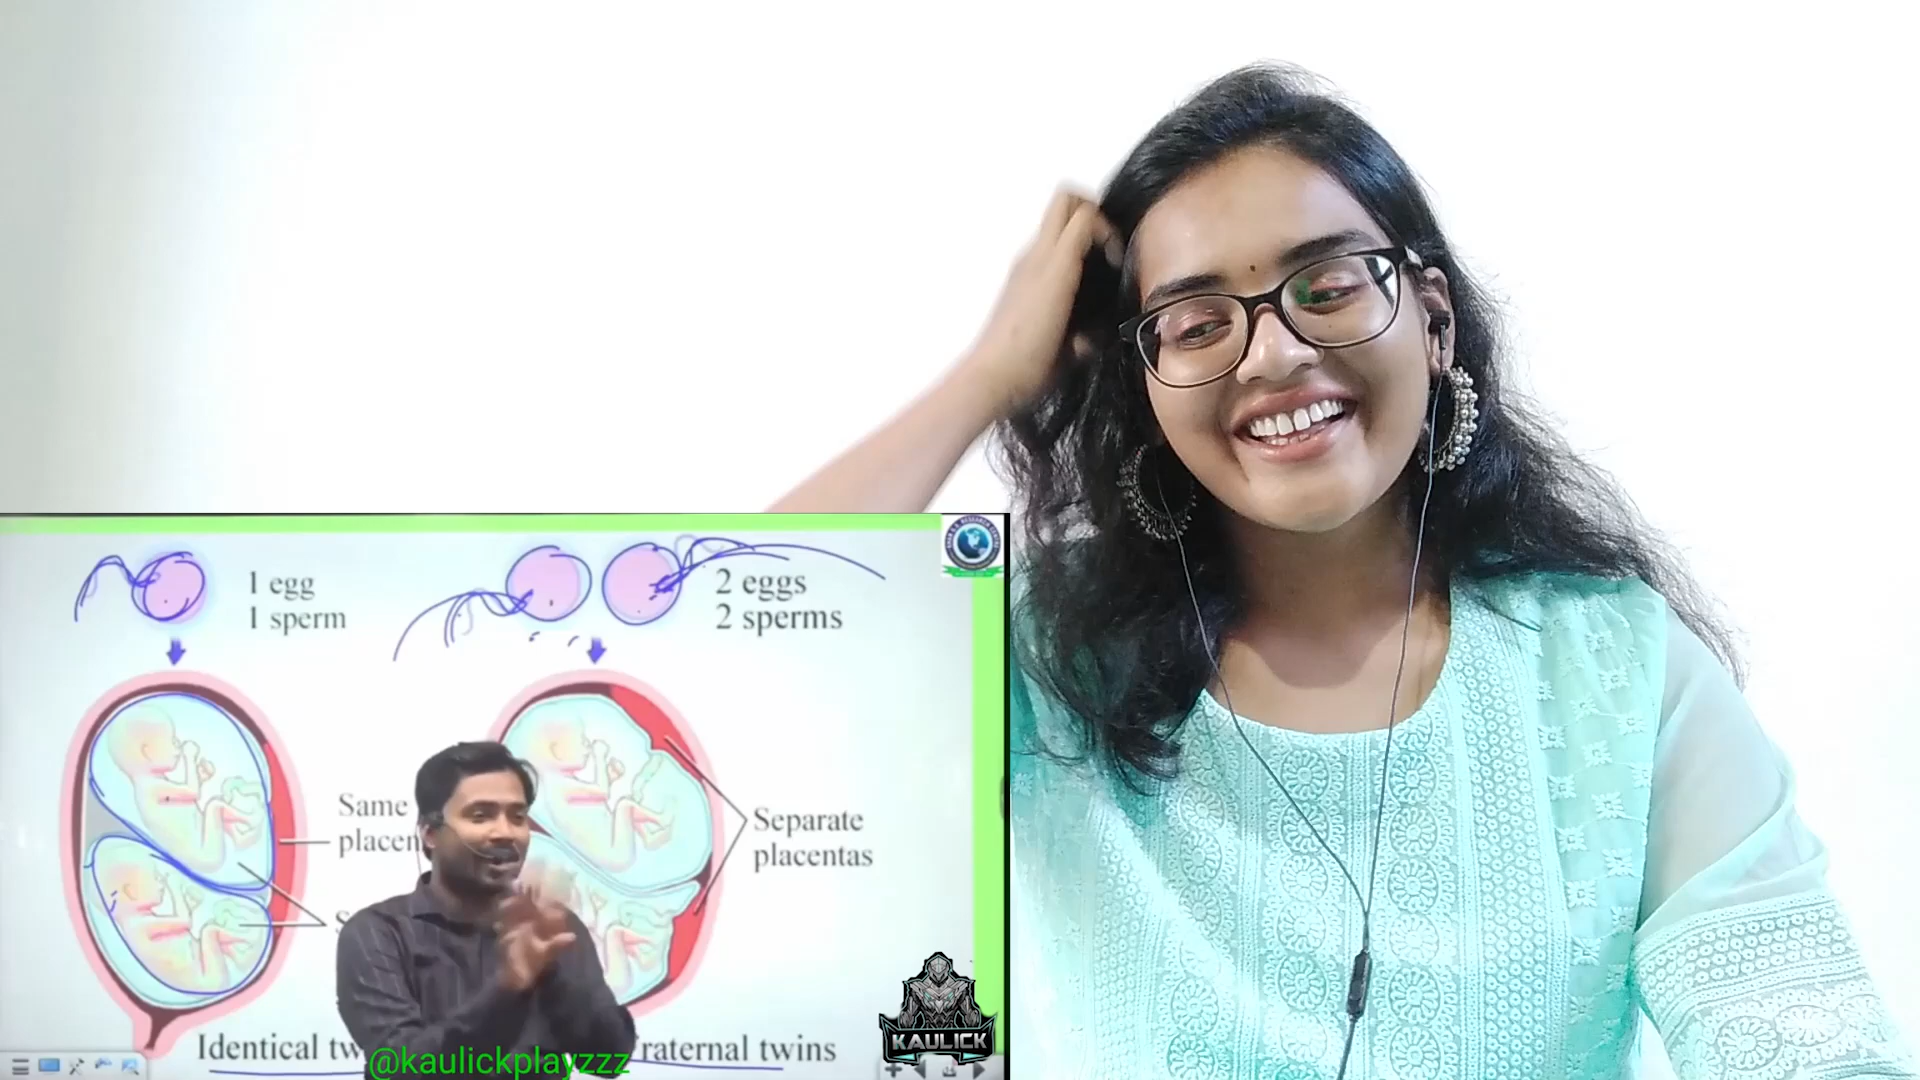 1 egg
1 sperm
2 eggs
2 sperms
Same
placen
Separate
placentas
S
Identical tw
raternal twins
@kaulickplayzzz
KAULICK